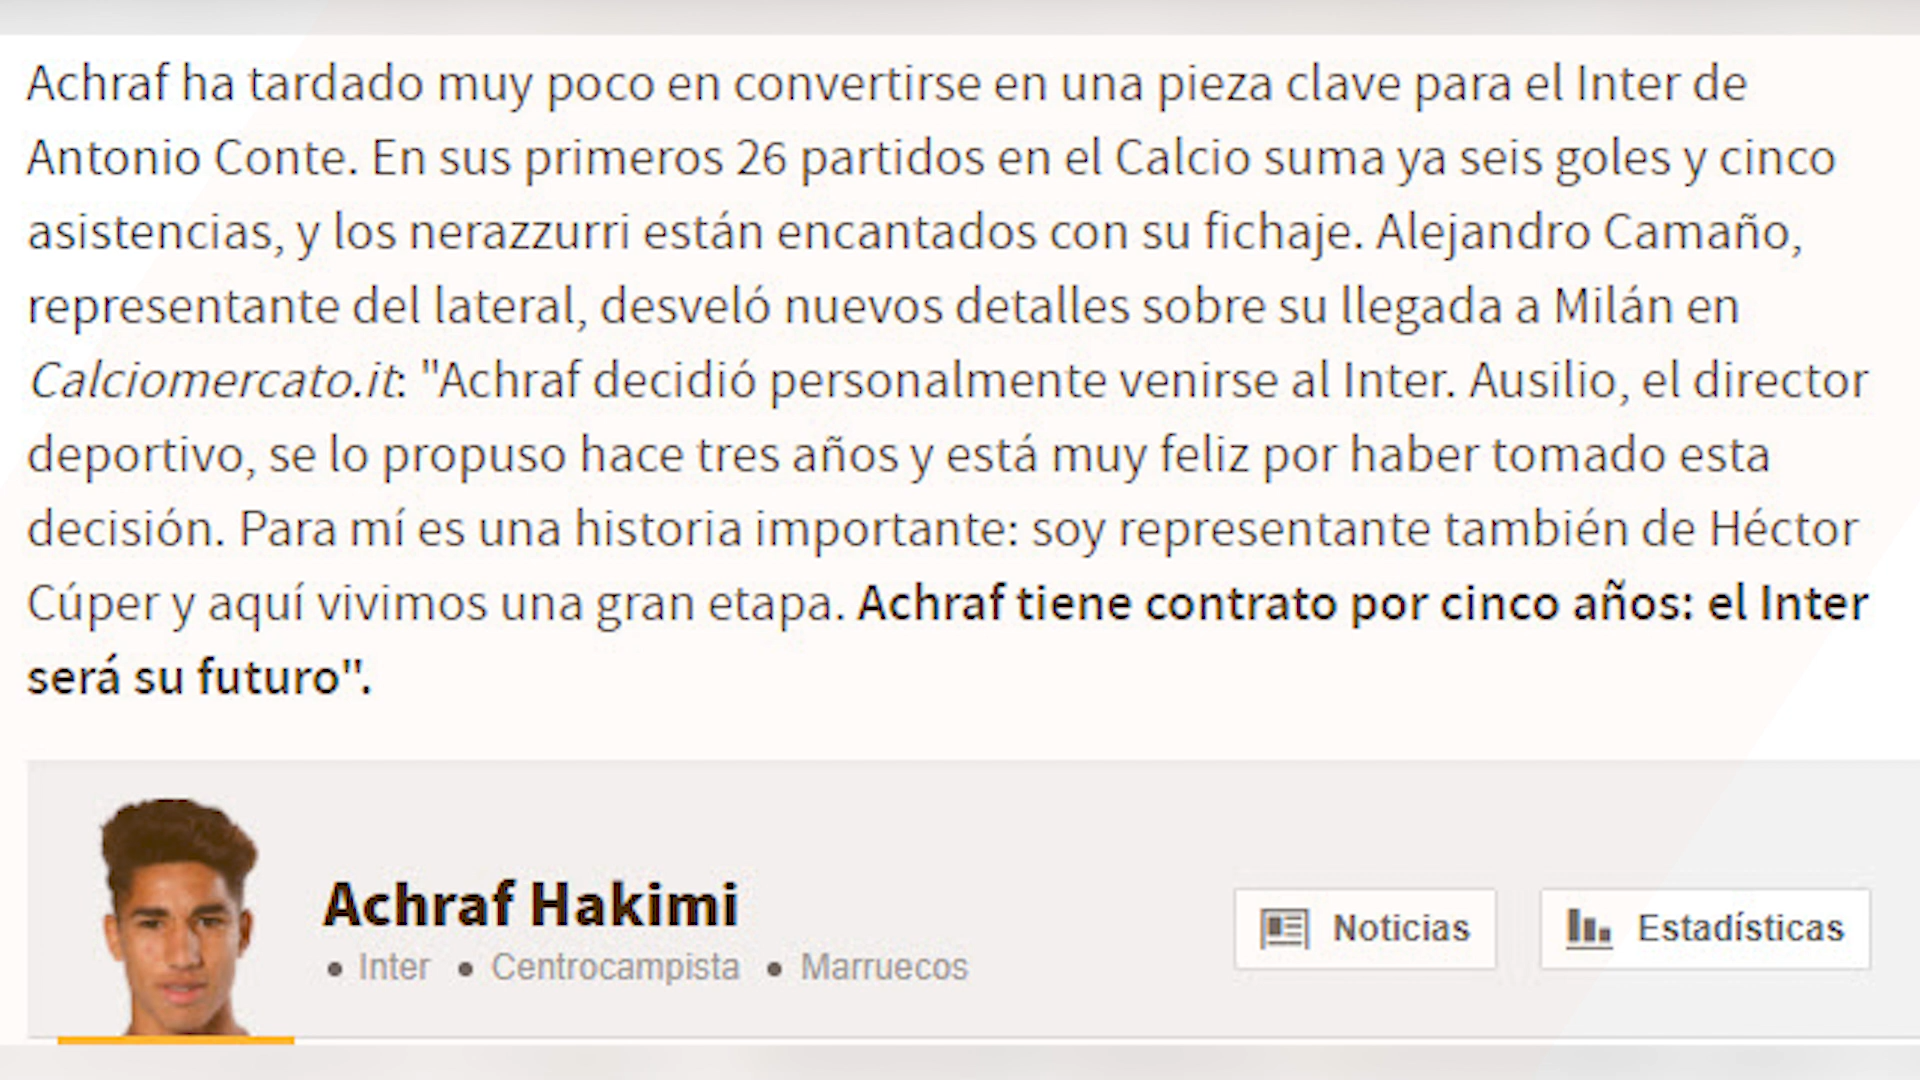 Achraf ha tardado muy poco en convertirse en una pieza clave para el Inter de
Antonio Conte. En sus primeros 26 partidos en el Calcio suma ya seis goles y cinco
asistencias, y los nerazzurri están encantados con su fichaje. Alejandro Camaño,
representante del lateral, desveló nuevos detalles sobre su llegada a Milán en
Calciomercato.it: "Achraf decidió personalmente venirse al Inter. Ausilio, el director
deportivo, se lo propuso hace tres años y está muy feliz por haber tomado esta
decisión. Para mí es una historia importante: soy representante también de Héctor
Cúper y aquí vivimos una gran etapa. Achraf tiene contrato por cinco años: el Inter
será su futuro".
Achraf Hakimi
• Inter • Centrocampista • Marruecos
Noticias
Estadísticas